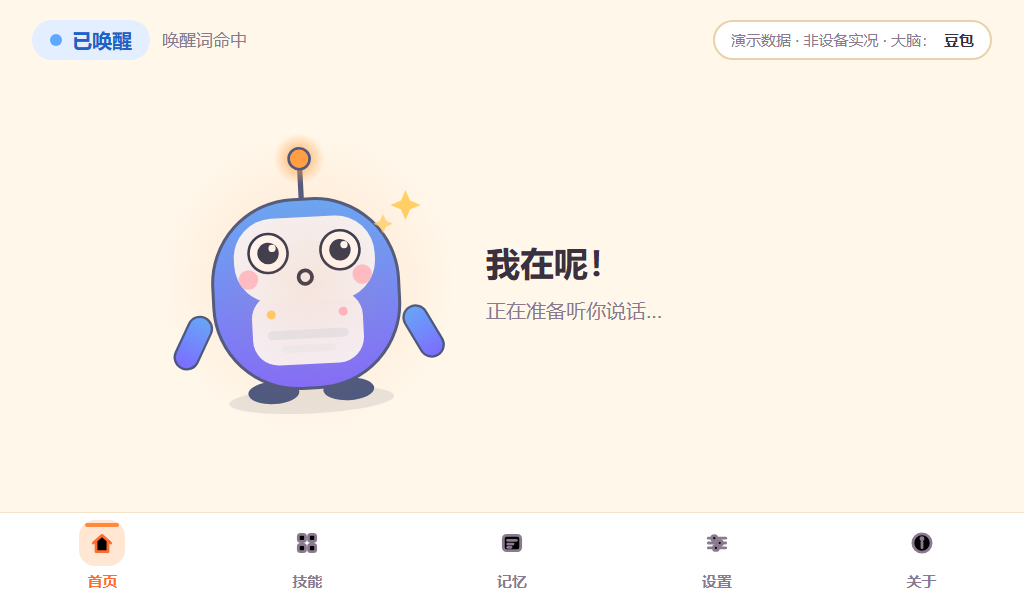 已唤醒
唤醒词命中
演示数据 · 非设备实况 · 大脑： 豆包
我在呢！
正在准备听你说话...
首页
技能
记忆
设置
关于